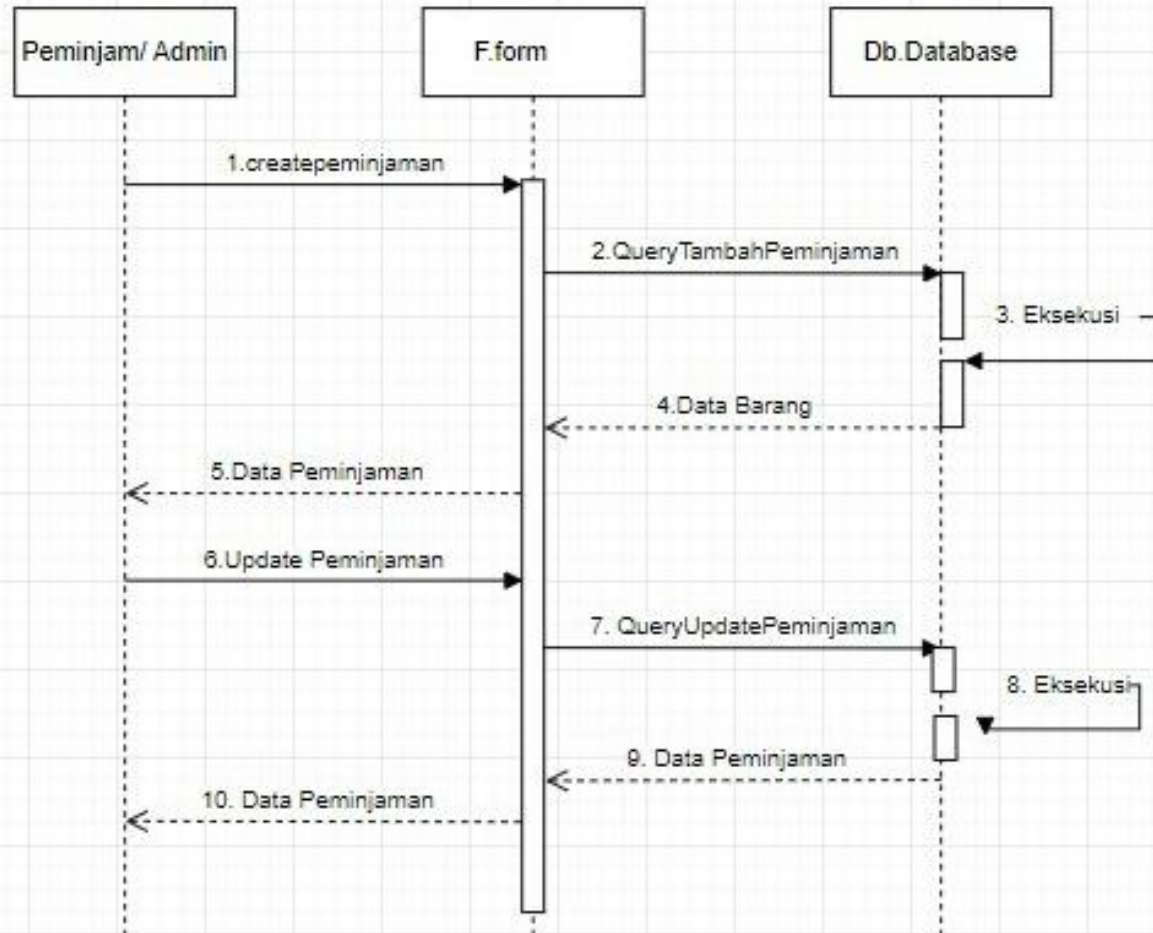 Peminjam/ Admin
F.form
Db.Database
1.createpeminjaman
2.QueryTambahPeminjaman
3. Eksekusi
4.Data Barang
5.Data Peminjaman
6.Update Peminjaman
7. QueryUpdatePeminjaman
8. Eksekusi
9. Data Peminjaman
10. Data Peminjaman